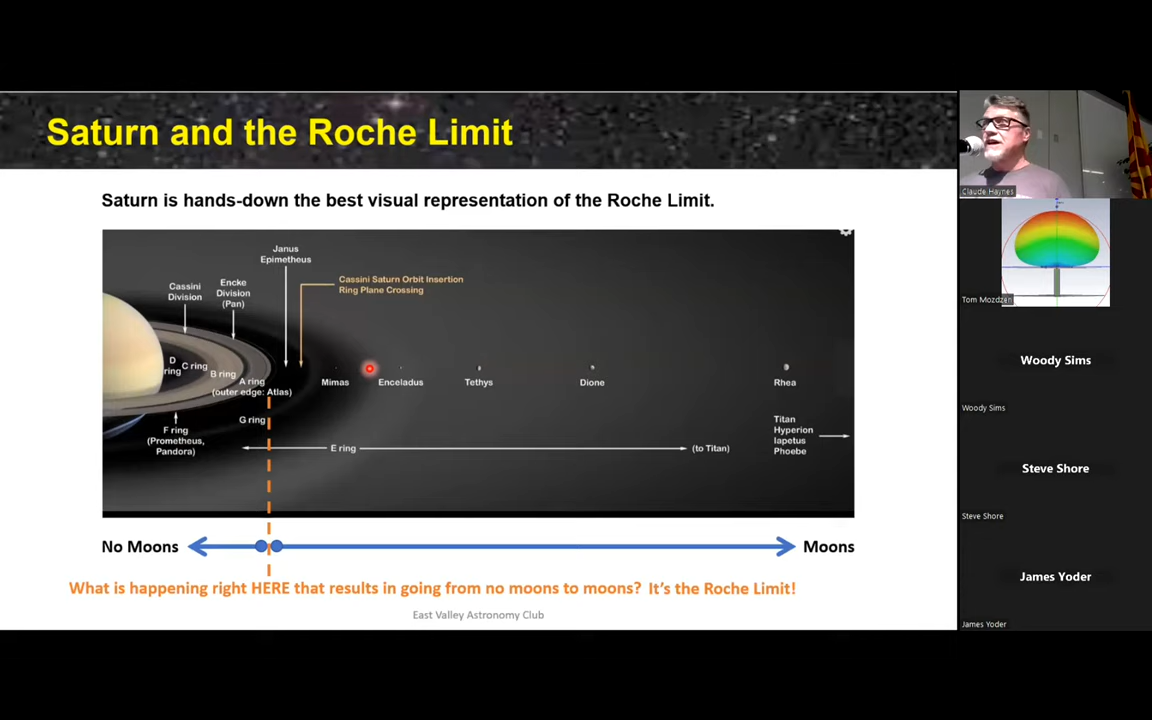 Saturn and the Roche Limit
Saturn is hands-down the best visual representation of the Roche Limit.
Janus
Epimetheus
Cassini Saturn Orbit Insertion
Ring Plane Crossing
Encke
Division
(Pan)
Cassini
Division
D
ring
C ring
B ring
A ring
(outer edge: Atlas)
Mimas
Enceladus
Tethys
Dione
Rhea
F ring
(Prometheus,
Pandora)
G ring
E ring
(to Titan)
Titan
Hyperion
Iapetus
Phoebe
No Moons
Moons
What is happening right HERE that results in going from no moons to moons? It's the Roche Limit!
East Valley Astronomy Club
Claude Haynes
Tom Mozdzen
Woody Sims
Woody Sims
Steve Shore
Steve Shore
James Yoder
James Yoder